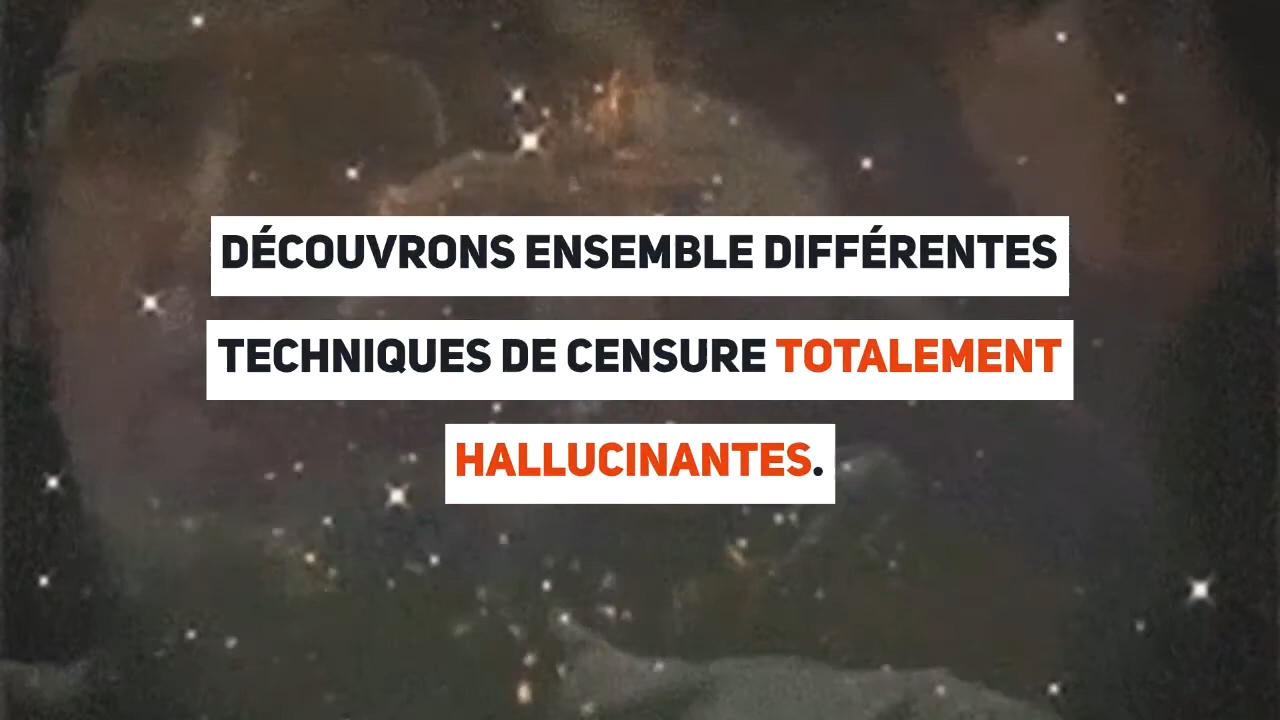 DÉCOUVRONS ENSEMBLE DIFFÉRENTES
TECHNIQUES DE CENSURE TOTALEMENT
HALLUCINANTES.